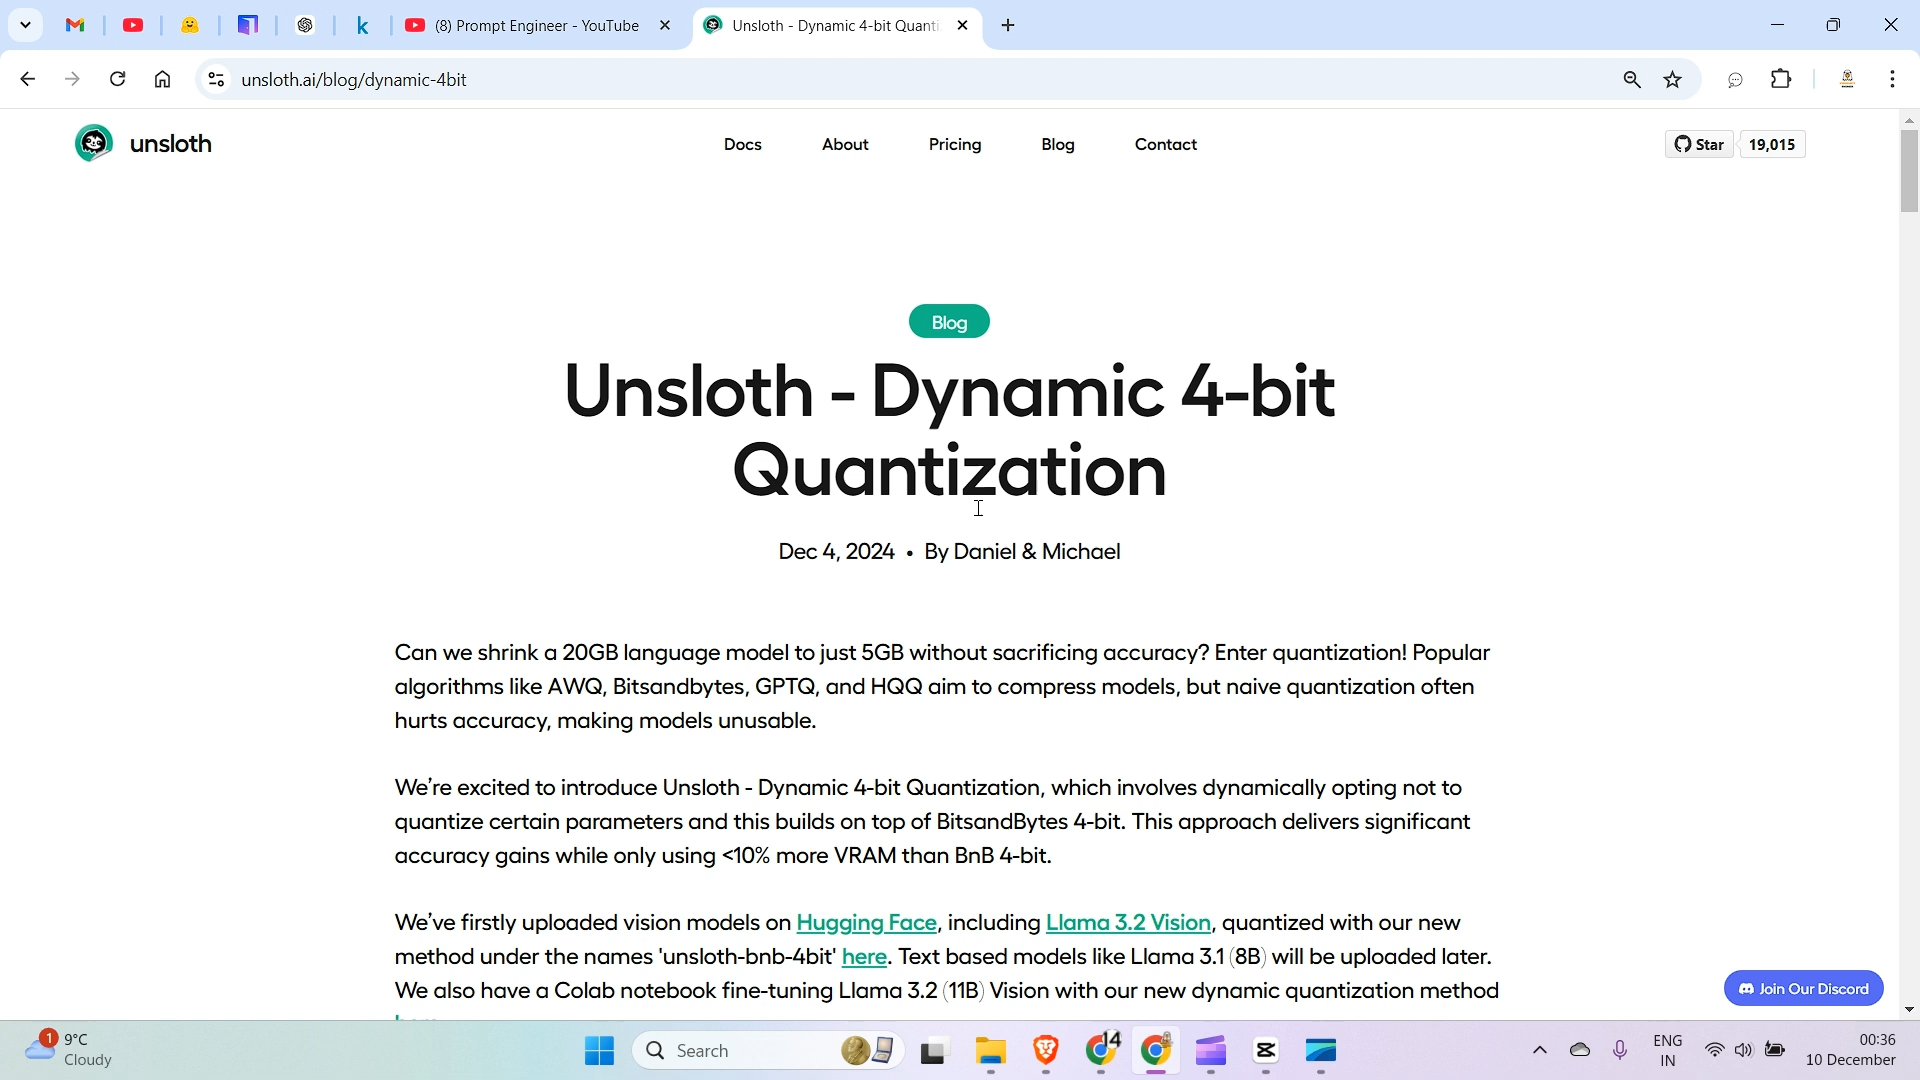 (8) Prompt Engineer - YouTube
Unsloth - Dynamic 4-bit Quanti
unsloth.ai/blog/dynamic-4bit
unsloth
Docs
About
Pricing
Blog
Contact
Star
19,015
Blog
Unsloth - Dynamic 4-bit
Quantization
Dec 4, 2024 • By Daniel & Michael
Can we shrink a 20GB language model to just 5GB without sacrificing accuracy? Enter quantization! Popular
algorithms like AWQ, Bitsandbytes, GPTQ, and HQQ aim to compress models, but naive quantization often
hurts accuracy, making models unusable.
We're excited to introduce Unsloth - Dynamic 4-bit Quantization, which involves dynamically opting not to
quantize certain parameters and this builds on top of BitsandBytes 4-bit. This approach delivers significant
accuracy gains while only using <10% more VRAM than BnB 4-bit.
We've firstly uploaded vision models on Hugging Face, including Llama 3.2 Vision, quantized with our new
method under the names 'unsloth-bnb-4bit' here. Text based models like Llama 3.1 (8B) will be uploaded later.
We also have a Colab notebook fine-tuning Llama 3.2 (11B) Vision with our new dynamic quantization method
Join Our Discord
1
9°C
Cloudy
Search
14
ENG
IN
00:36
10 December